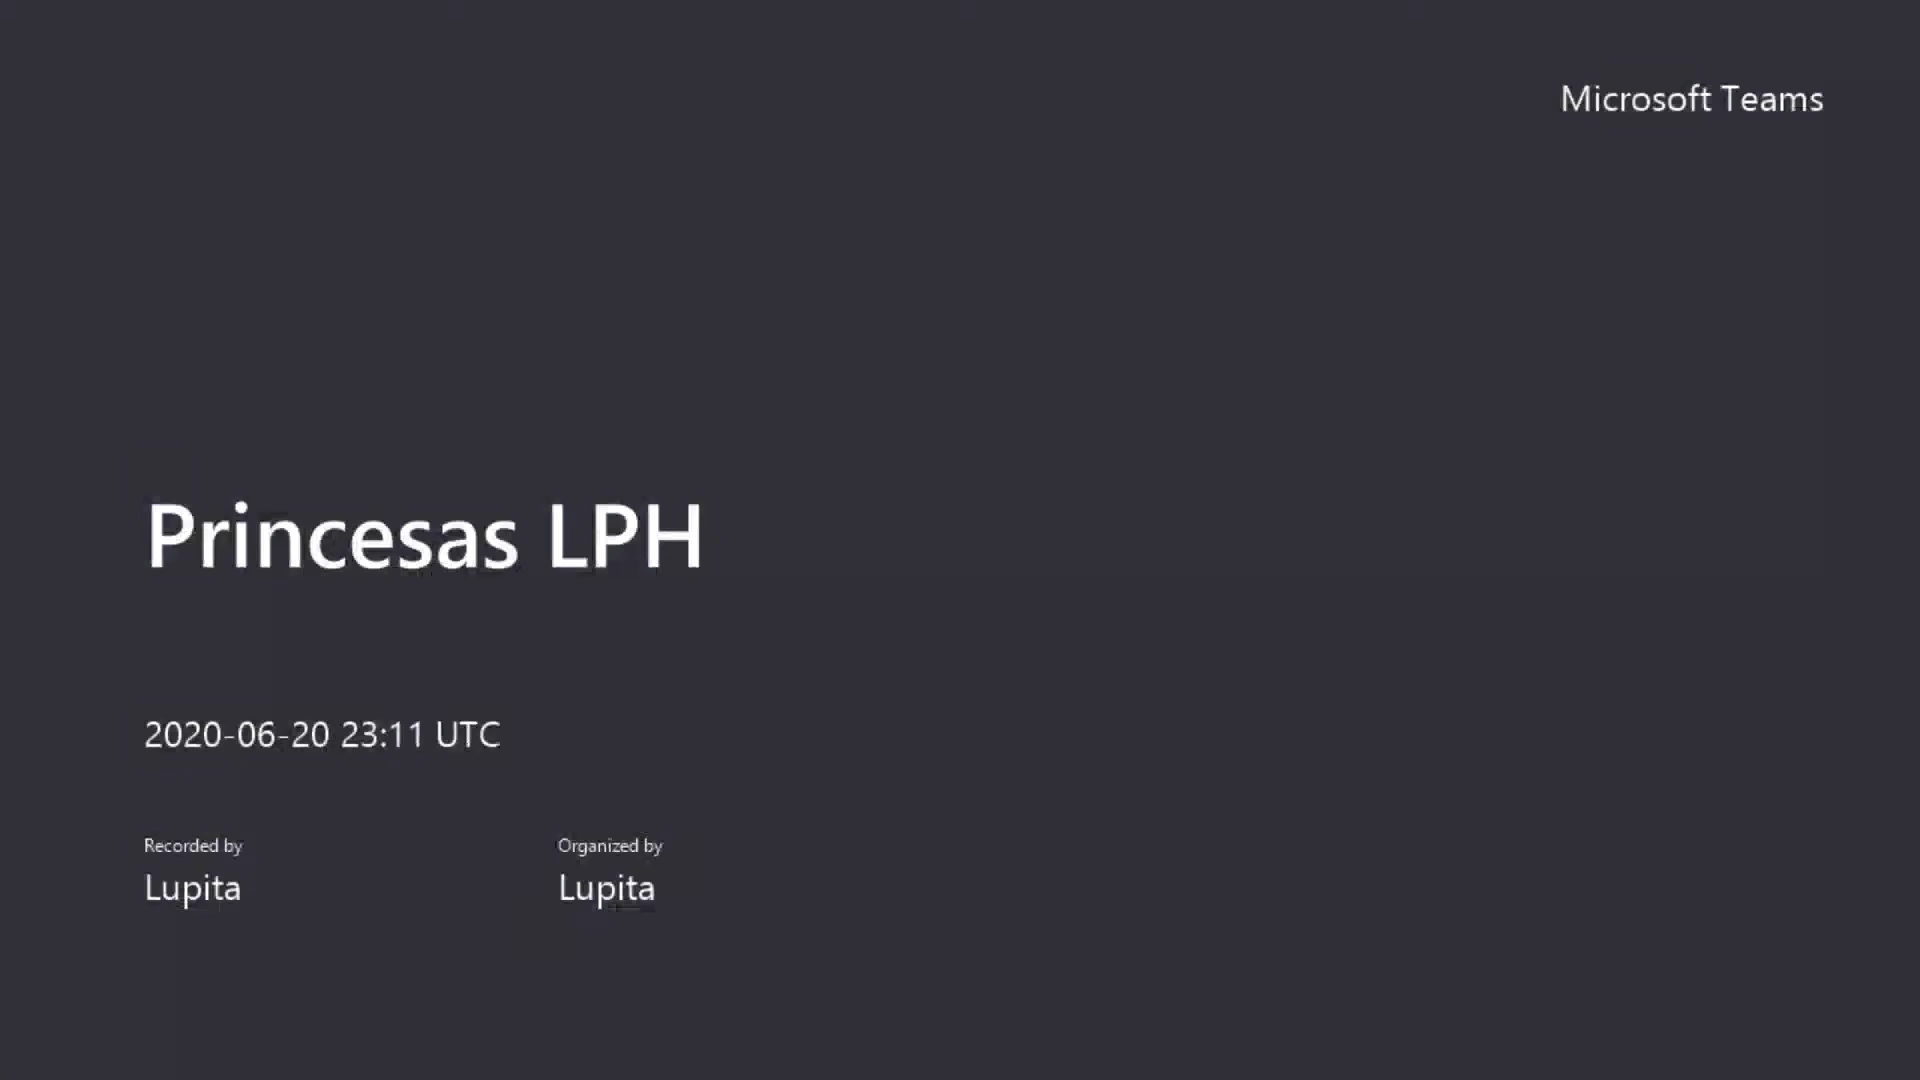 Microsoft Teams
Princesas LPH
2020-06-20 23:11 UTC
Recorded by
Lupita
Organized by
Lupita